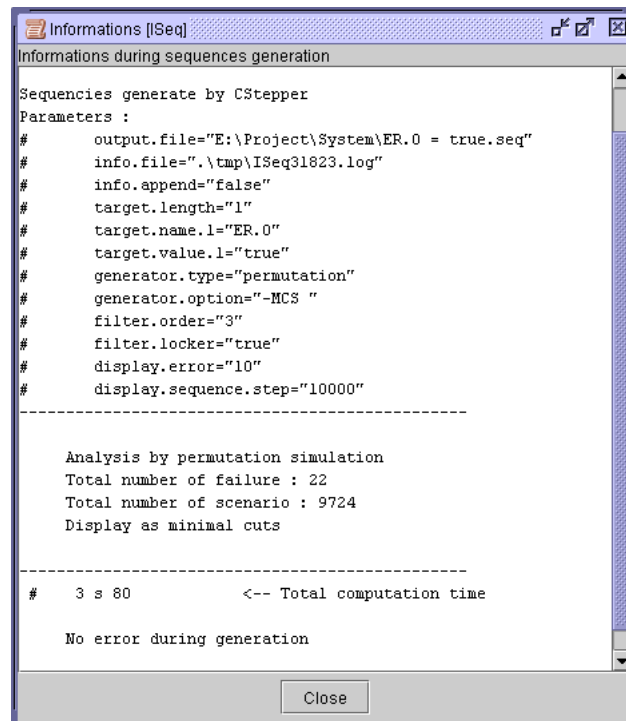 Informations [ISeq]
Informations during sequences generation
Sequencies generate by CStepper
Parameters :
# output.file="E:\Project\System\ER.O = true.seq"
# info.file=".\tmp\ISeq31823.log"
# info.append="false"
# target.length="1"
# target.name.1="ER.O"
# target.value.1="true"
# generator.type="permutation"
# generator.option="-MCS "
# filter.order="3"
# filter.locker="true"
# display.error="10"
# display.sequence.step="10000"
------------------------------------------------
Analysis by permutation simulation
Total number of failure : 22
Total number of scenario : 9724
Display as minimal cuts
------------------------------------------------
# 3 s 80 <-- Total computation time
No error during generation
Close